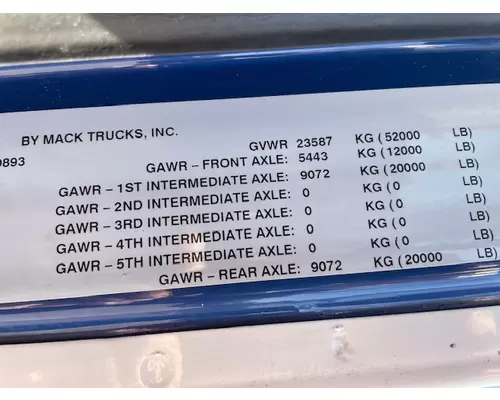 BY MACK TRUCKS, INC.
9893 GVWR 23587 KG ( 52000 LB)
GAWR - FRONT AXLE: 5443 KG ( 12000 LB)
GAWR - 1ST INTERMEDIATE AXLE: 9072 KG ( 20000 LB)
GAWR - 2ND INTERMEDIATE AXLE: 0 KG ( 0 LB)
GAWR - 3RD INTERMEDIATE AXLE: 0 KG ( 0 LB)
GAWR - 4TH INTERMEDIATE AXLE: 0 KG ( 0 LB)
GAWR - 5TH INTERMEDIATE AXLE: 0 KG ( 0 LB)
GAWR - REAR AXLE: 9072 KG ( 20000 LB)